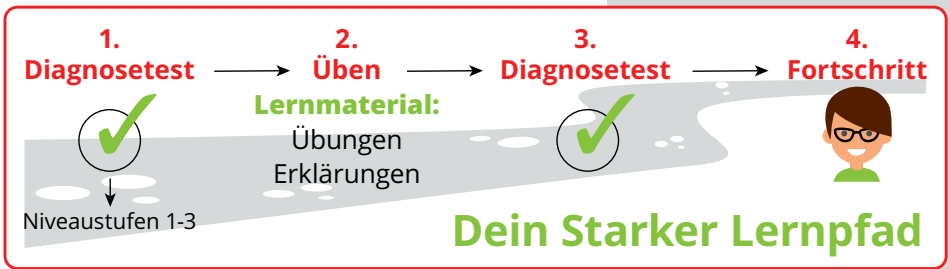 1.
Diagnosetest
Niveaustufen 1-3
2.
Üben
Lernmaterial:
Übungen
Erklärungen
3.
Diagnosetest
4.
Fortschritt
Dein Starker Lernpfad